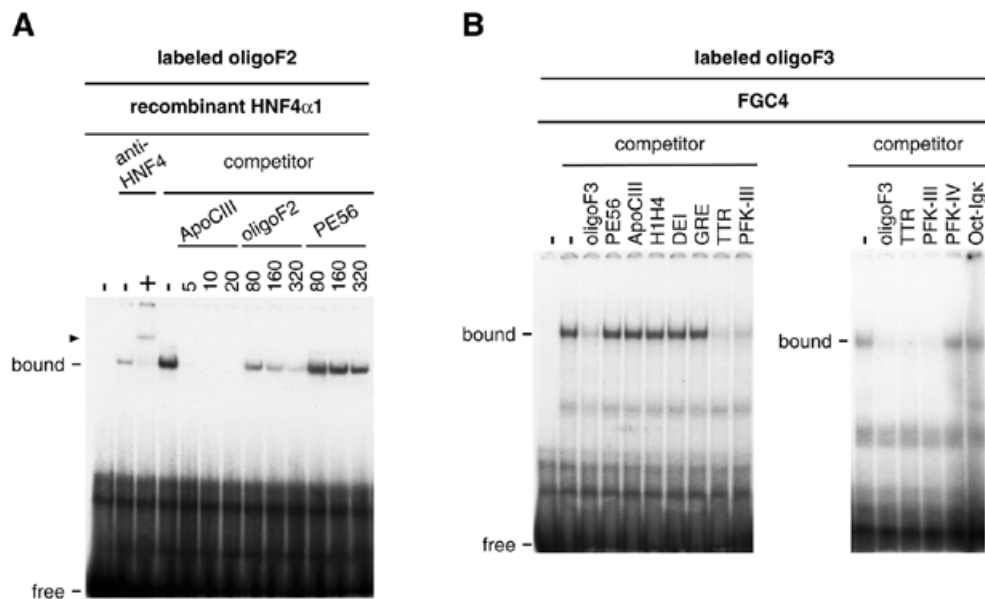 A
labeled oligoF2
recombinant HNF4α1
anti-
HNF4
competitor
ApoCIII
oligoF2
PE56
- - + - 5 10 20 80 160 320 80 160 320
bound
free
B
labeled oligoF3
FGC4
competitor
- - oligoF3 PE56 ApoCIII H1H4 DEI GRE TTR PFK-III
bound
free
competitor
- oligoF3 TTR PFK-III PFK-IV Oct-Igκ
bound